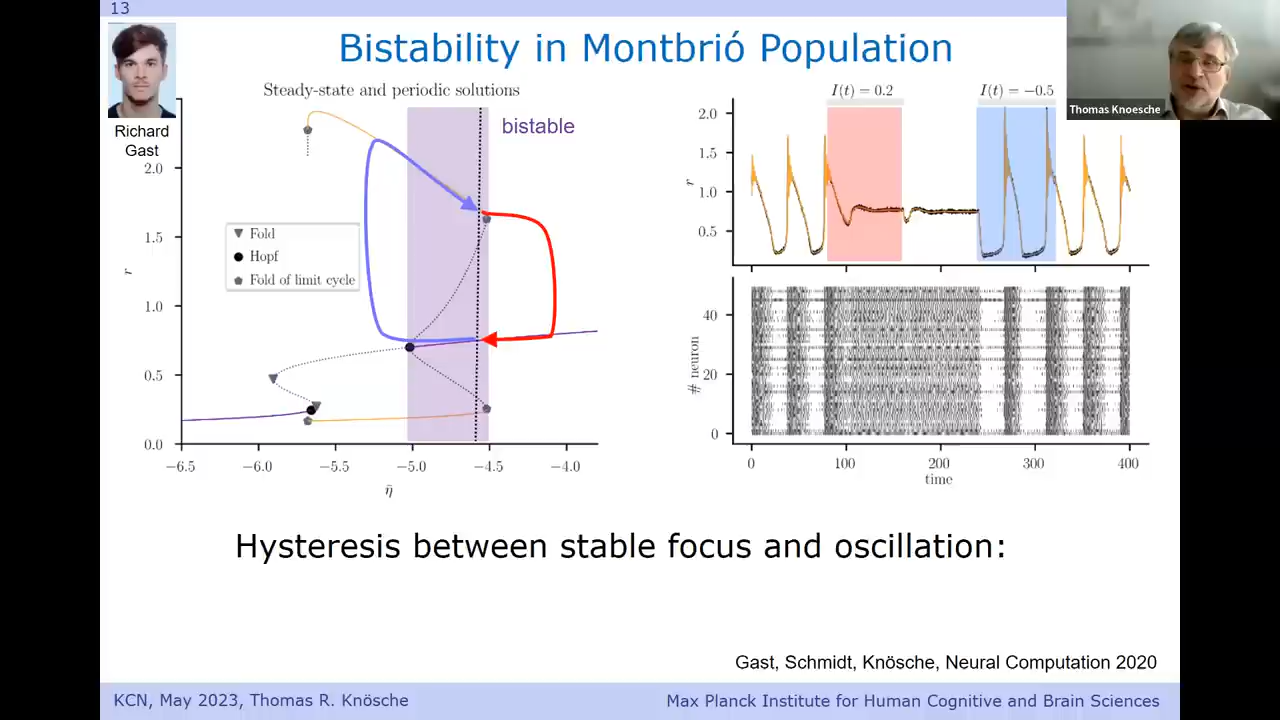 13
Bistability in Montbrió Population
Thomas Knoesche
Richard
Gast
Steady-state and periodic solutions
bistable
2.0
1.5
1.0
0.5
0.0
r
Fold
Hopf
Fold of limit cycle
−6.5
−6.0
−5.5
−5.0
−4.5
−4.0
η̄
I(t) = 0.2
I(t) = −0.5
2.0
1.5
1.0
0.5
r
40
20
0
# neuron
0
100
200
300
400
time
Hysteresis between stable focus and oscillation:
Gast, Schmidt, Knösche, Neural Computation 2020
KCN, May 2023, Thomas R. Knösche
Max Planck Institute for Human Cognitive and Brain Sciences